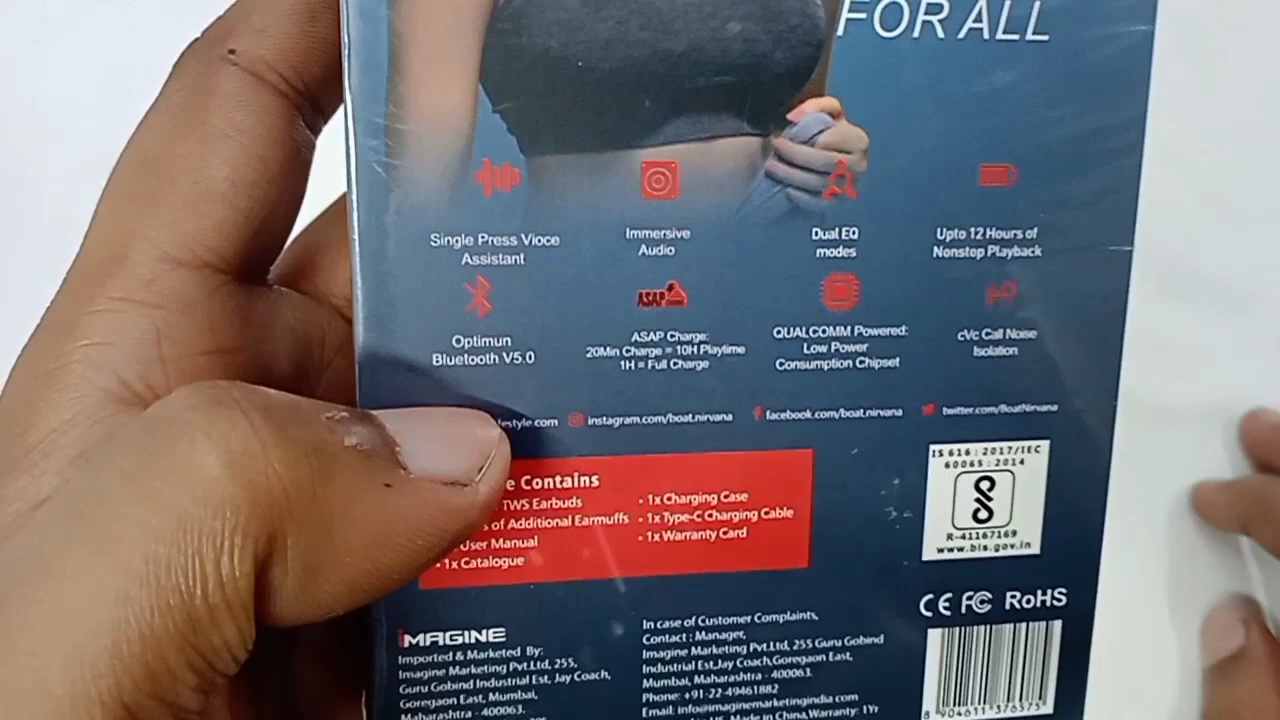 FOR ALL
Single Press Vioce
Assistant
Immersive
Audio
Dual EQ
modes
Upto 12 Hours of
Nonstop Playback
Optimun
Bluetooth V5.0
ASAP
ASAP Charge:
20Min Charge = 10H Playtime
1H = Full Charge
QUALCOMM Powered:
Low Power
Consumption Chipset
cVc Call Noise
Isolation
festyle.com
instagram.com/boat.nirvana
facebook.com/boat.nirvana
twitter.com/BoatNirvana
e Contains
TWS Earbuds
s of Additional Earmuffs
User Manual
• 1x Catalogue
• 1x Charging Case
• 1x Type-C Charging Cable
• 1x Warranty Card
IS 616 : 2017/IEC
60065 : 2014
R-41167169
www.bis.gov.in
CE FC RoHS
iMAGINE
Imported & Marketed By:
Imagine Marketing Pvt.Ltd, 255,
Guru Gobind Industrial Est, Jay Coach,
Goregaon East, Mumbai,
Maharashtra - 400063.
In case of Customer Complaints,
Contact : Manager,
Imagine Marketing Pvt.Ltd, 255 Guru Gobind
Industrial Est,Jay Coach,Goregaon East,
Mumbai, Maharashtra - 400063.
Phone: +91-22-49461882
Email: info@imaginemarketingindia.com
Made in China,Warranty: 1Yr
8 904611 376575